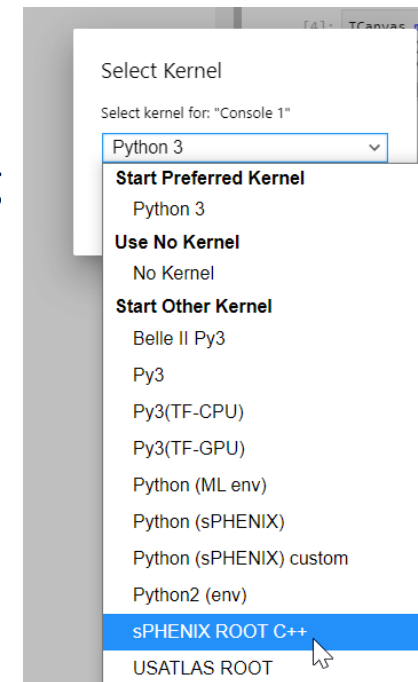 [4]: TCanvas
Select Kernel
Select kernel for: "Console 1"
Python 3
Start Preferred Kernel
Python 3
Use No Kernel
No Kernel
Start Other Kernel
Belle II Py3
Py3
Py3(TF-CPU)
Py3(TF-GPU)
Python (ML env)
Python (sPHENIX)
Python (sPHENIX) custom
Python2 (env)
sPHENIX ROOT C++
USATLAS ROOT